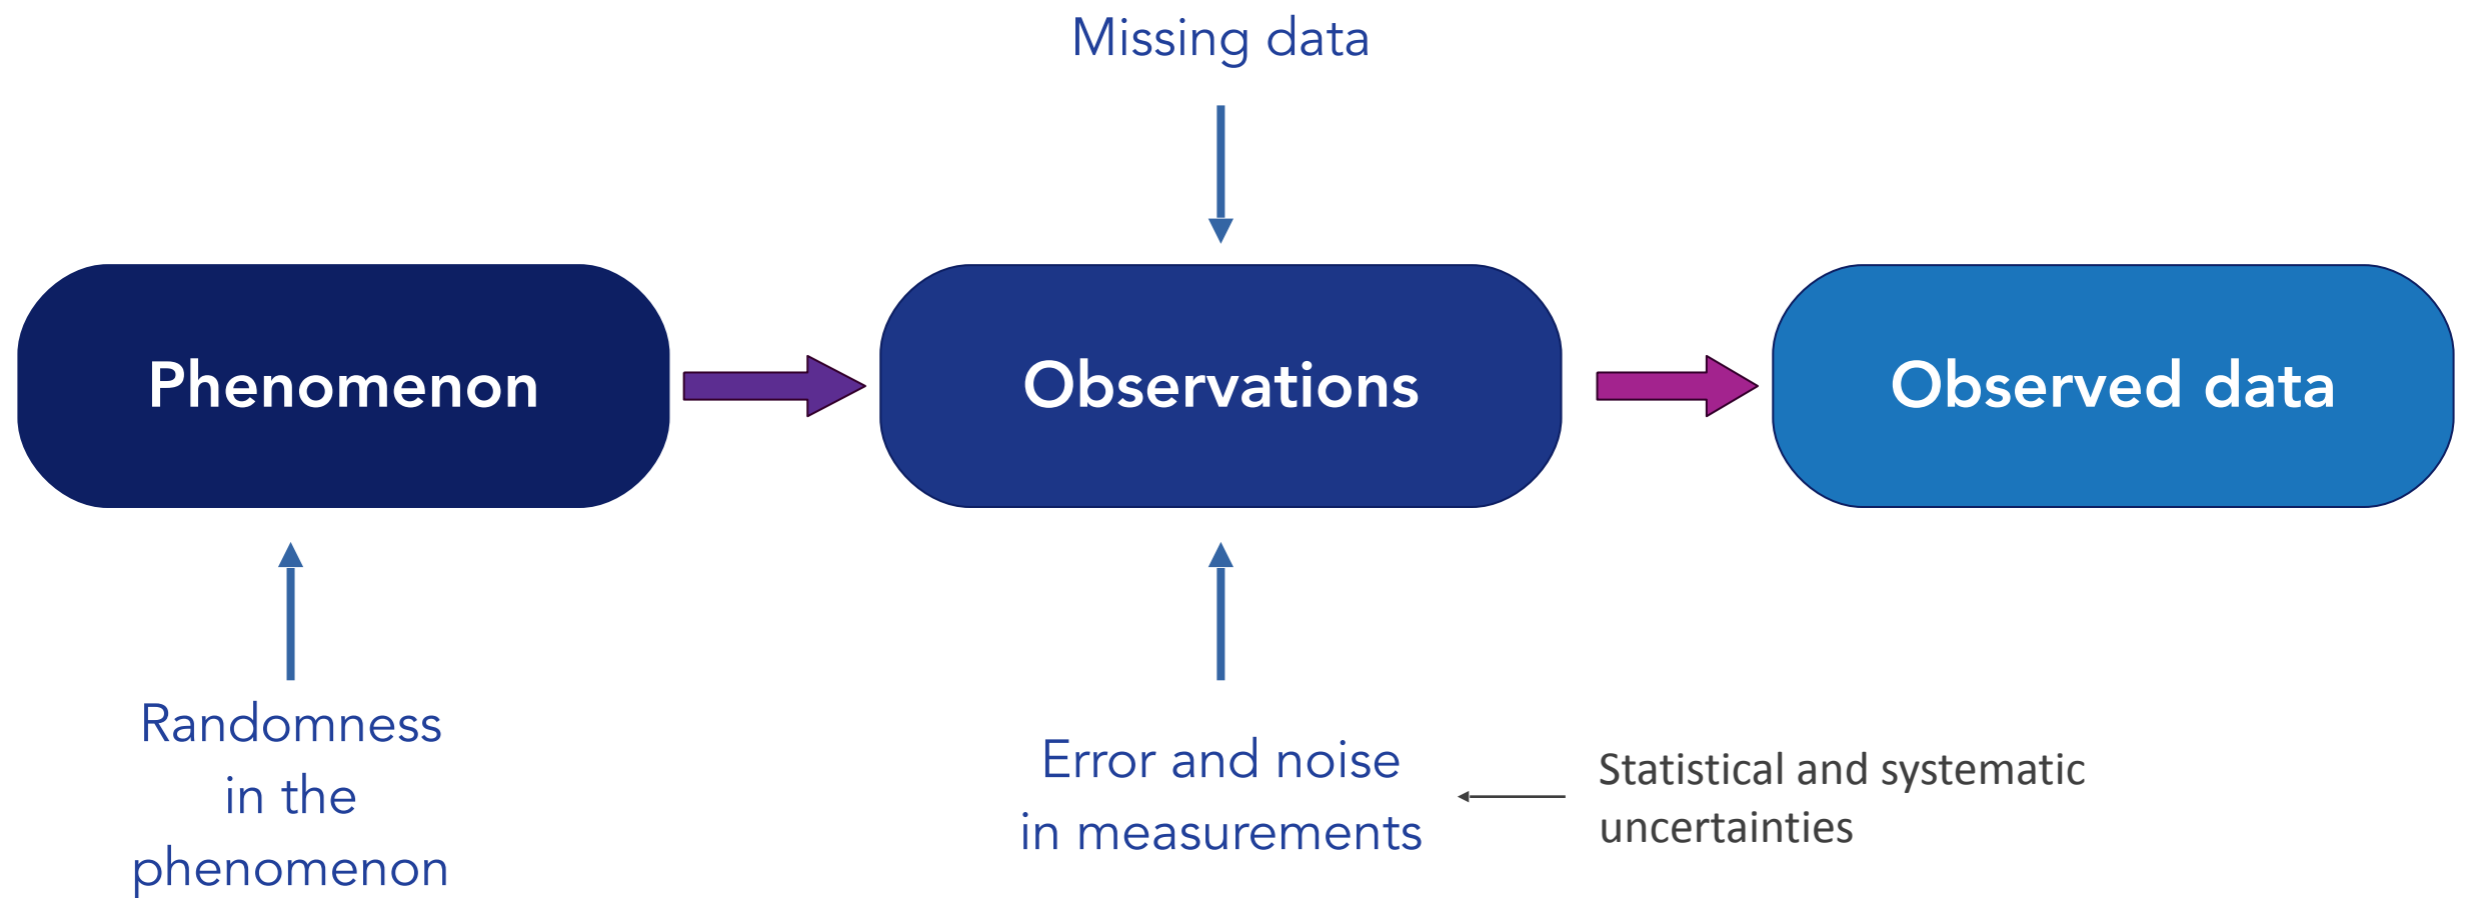 Missing data
Phenomenon
Observations
Observed data
Randomness
in the
phenomenon
Error and noise
in measurements
Statistical and systematic
uncertainties